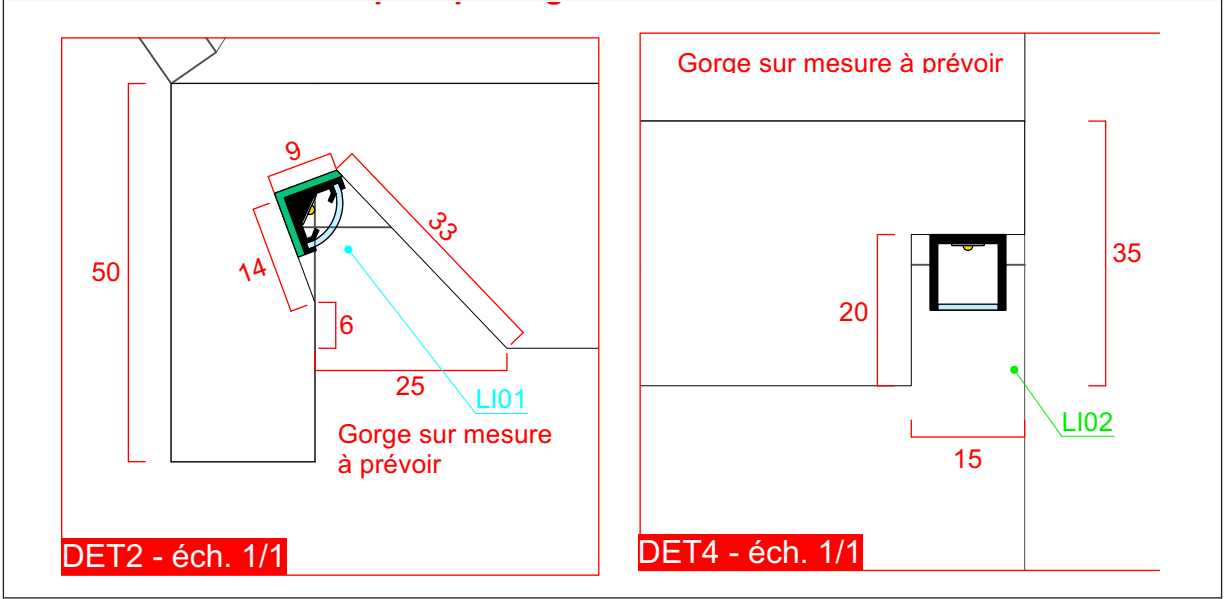 9
33
14
50
6
25
LI01
Gorge sur mesure
à prévoir
DET2 - éch. 1/1
Gorge sur mesure à prévoir
35
20
LI02
15
DET4 - éch. 1/1